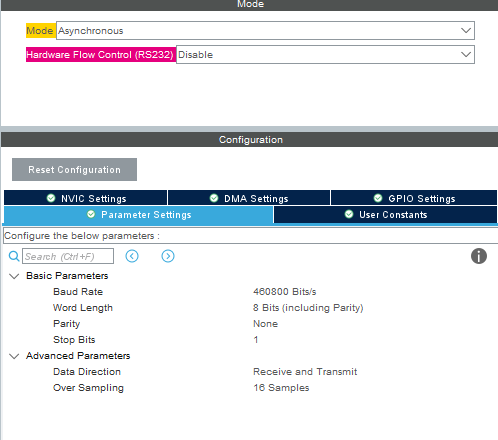 Mode
Mode Asynchronous
Hardware Flow Control (RS232) Disable
Configuration
Reset Configuration
NVIC Settings DMA Settings GPIO Settings
Parameter Settings User Constants
Configure the below parameters :
Search (Ctrl+F)
Basic Parameters
Baud Rate 460800 Bits/s
Word Length 8 Bits (including Parity)
Parity None
Stop Bits 1
Advanced Parameters
Data Direction Receive and Transmit
Over Sampling 16 Samples